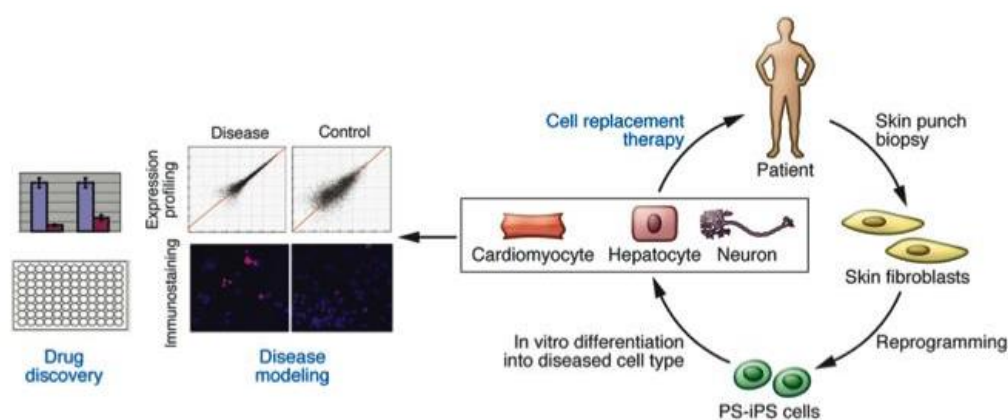 Patient
Skin punch
biopsy
Skin fibroblasts
Reprogramming
PS-iPS cells
In vitro differentiation
into diseased cell type
Cardiomyocyte
Hepatocyte
Neuron
Cell replacement
therapy
Disease
Control
Expression
profiling
Immunostaining
Disease
modeling
Drug
discovery